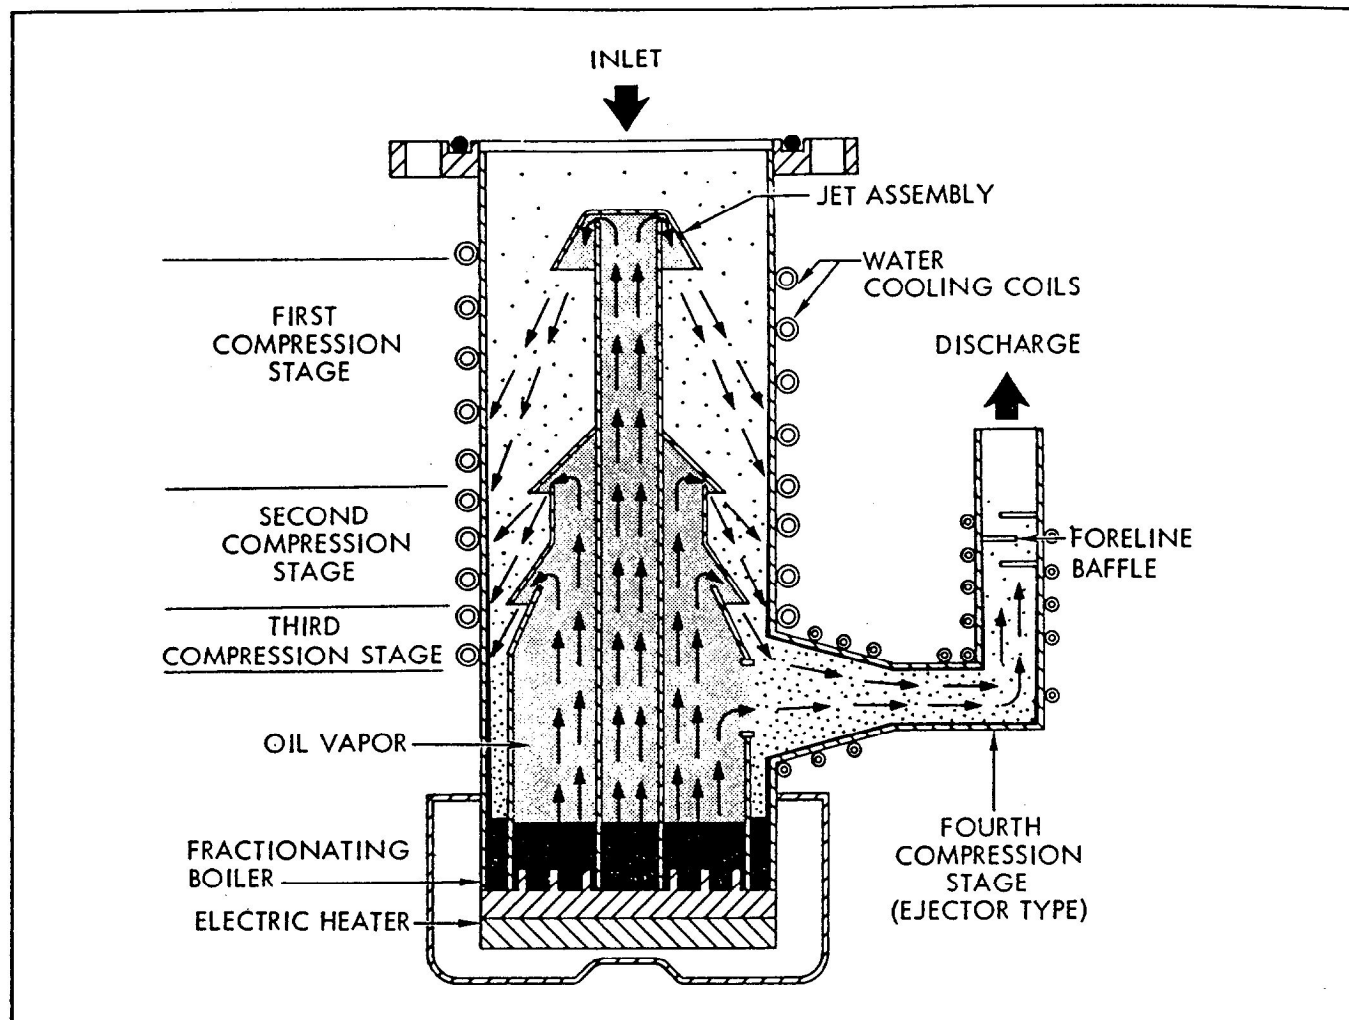 INLET
JET ASSEMBLY
WATER
COOLING COILS
DISCHARGE
FIRST
COMPRESSION
STAGE
SECOND
COMPRESSION
STAGE
THIRD
COMPRESSION STAGE
FORELINE
BAFFLE
OIL VAPOR
FRACTIONATING
BOILER
ELECTRIC HEATER
FOURTH
COMPRESSION
STAGE
(EJECTOR TYPE)